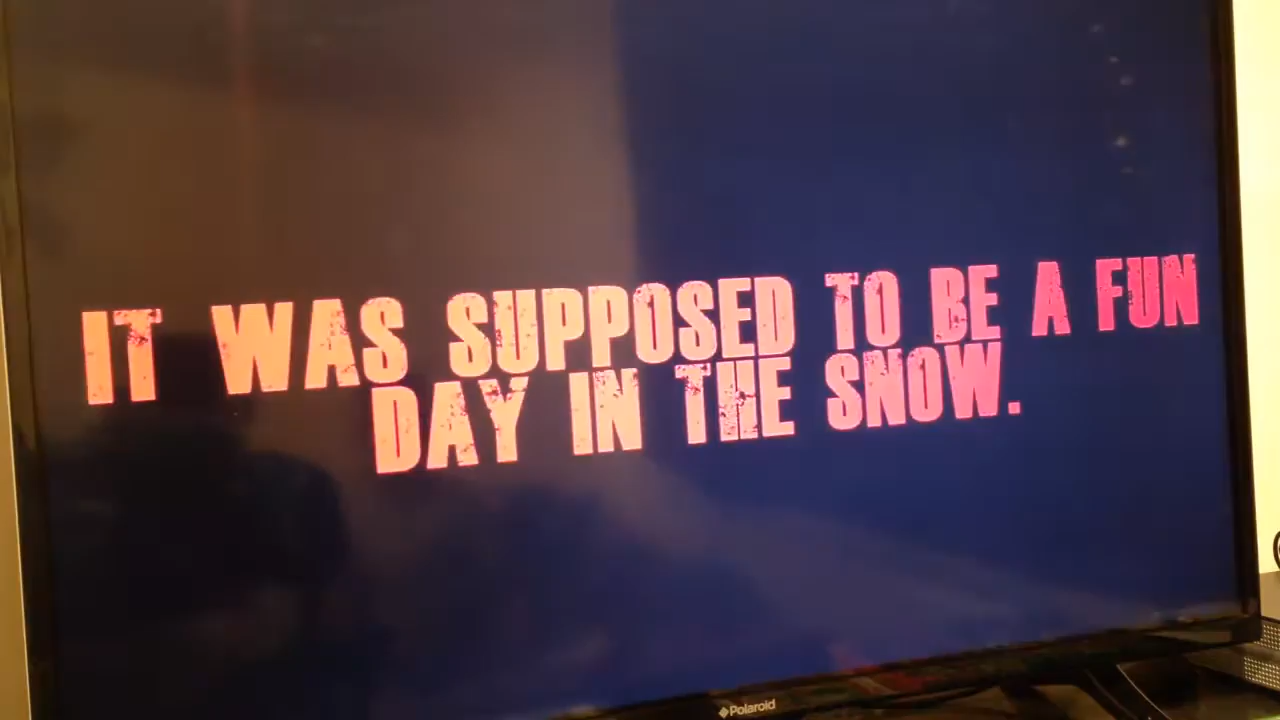 IT WAS SUPPOSED TO BE A FUN
DAY IN THE SNOW.
Polaroid